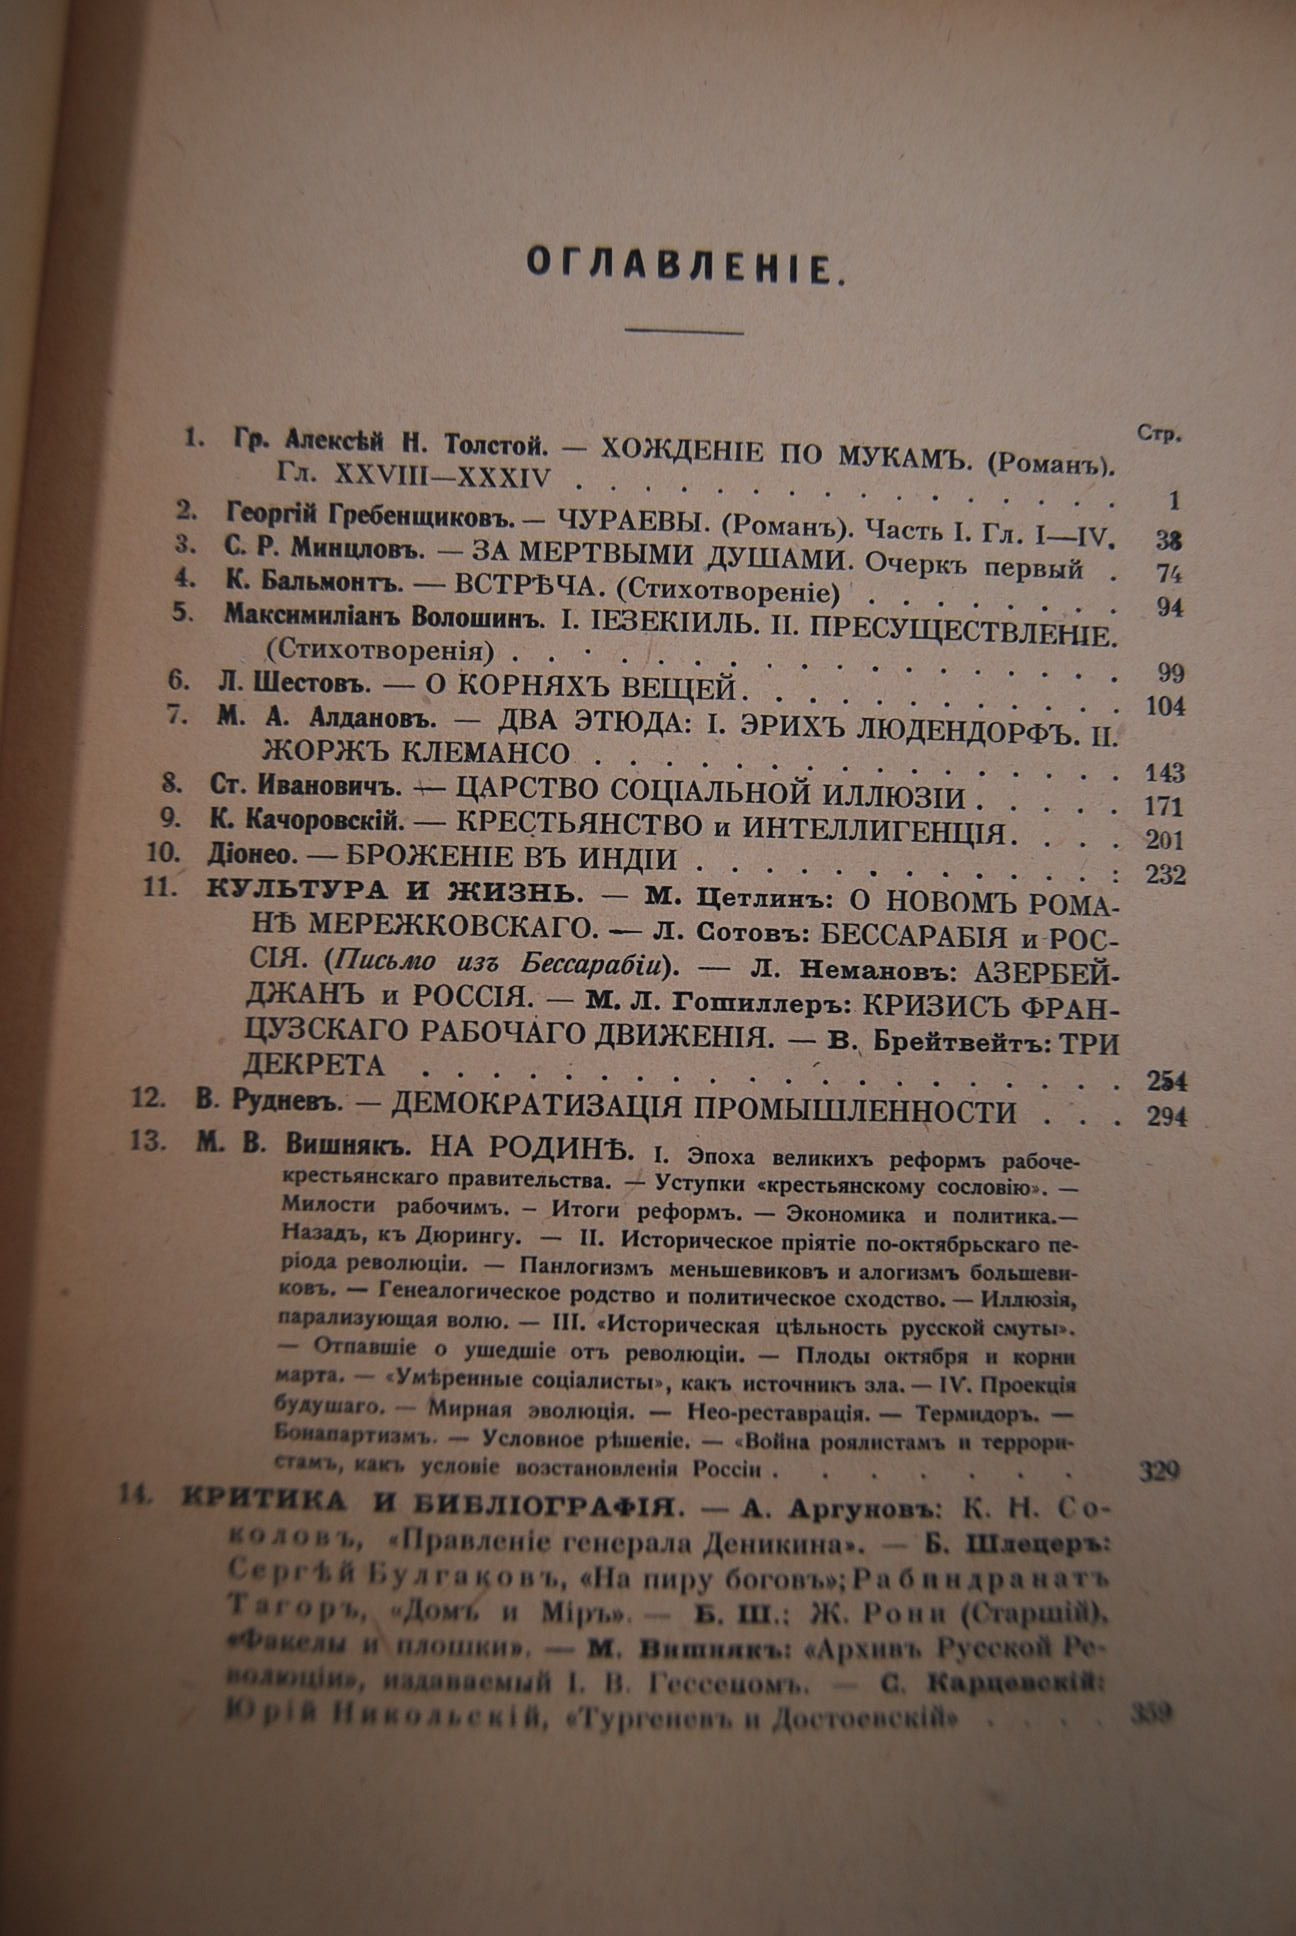 ОГЛАВЛЕНІЕ.
Стр.
1. Гр. Алексѣй Н. Толстой. — ХОЖДЕНІЕ ПО МУКАМЪ. (Романъ).
Гл. XXVIII—XXXIV . . . . . . . . . . . . . . . . 1
2. Георгій Гребенщиковъ. — ЧУРАЕВЫ. (Романъ). Часть I. Гл. I—IV. 38
3. С. Р. Минцловъ. — ЗА МЕРТВЫМИ ДУШАМИ. Очеркъ первый . 74
4. К. Бальмонтъ. — ВСТРѢЧА. (Стихотвореніе) . . . . . . . . 94
5. Максимиліанъ Волошинъ. I. ІЕЗЕКІИЛЬ. II. ПРЕСУЩЕСТВЛЕНІЕ.
(Стихотворенія) . . . . . . . . . . . . . . . . . 99
6. Л. Шестовъ. — О КОРНЯХЪ ВЕЩЕЙ. . . . . . . . . . . . 104
7. М. А. Алдановъ. — ДВА ЭТЮДА: I. ЭРИХЪ ЛЮДЕНДОРФЪ. II.
ЖОРЖЪ КЛЕМАНСО . . . . . . . . . . . . . . . 143
8. Ст. Ивановичъ. — ЦАРСТВО СОЦІАЛЬНОЙ ИЛЛЮЗІИ . . . . . 171
9. К. Качоровскій. — КРЕСТЬЯНСТВО и ИНТЕЛЛИГЕНЦІЯ. . . . 201
10. Діонео. — БРОЖЕНІЕ ВЪ ИНДІИ . . . . . . . . . . . . : 232
11. КУЛЬТУРА И ЖИЗНЬ. — М. Цетлинъ: О НОВОМЪ РОМА-
НѢ МЕРЕЖКОВСКАГО. — Л. Сотовъ: БЕССАРАБІЯ и РОС-
СІЯ. (Письмо изъ Бессарабіи). — Л. Немановъ: АЗЕРБЕЙ-
ДЖАНЪ и РОССІЯ. — М. Л. Гошиллеръ: КРИЗИСЪ ФРАН-
ЦУЗСКАГО РАБОЧАГО ДВИЖЕНІЯ. — В. Брейтвейтъ: ТРИ
ДЕКРЕТА . . . . . . . . . . . . . . . . . . . . 254
12. В. Рудневъ. — ДЕМОКРАТИЗАЦІЯ ПРОМЫШЛЕННОСТИ . . . 294
13. М. В. Вишнякъ. НА РОДИНѢ. I. Эпоха великихъ реформъ рабоче-
крестьянскаго правительства. — Уступки «крестьянскому сословію». —
Милости рабочимъ. – Итоги реформъ. — Экономика и политика.—
Назадъ, къ Дюрингу. — II. Историческое пріятіе по-октябрьскаго пе-
ріода революціи. — Панлогизмъ меньшевиковъ и алогизмъ большеви-
ковъ. — Генеалогическое родство и политическое сходство. — Иллюзія,
парализующая волю. — III. «Историческая цѣльность русской смуты».
— Отпавшіе о ушедшіе отъ революціи. — Плоды октября и корни
марта. — «Умѣренные соціалисты», какъ источникъ зла. — IV. Проекція
будушаго. — Мирная эволюція. — Нео-реставрація. — Термидоръ. —
Бонапартизмъ. — Условное рѣшеніе. — «Война роялистамъ и террори-
стамъ, какъ условіе возстановленія Россіи . . . . . . . 329
14. КРИТИКА И БИБЛІОГРАФІЯ. — А. Аргуновъ: К. Н. Со-
коловъ, «Правленіе генерала Деникина». — Б. Шлецеръ:
Сергѣй Булгаковъ, «На пиру боговъ»; Рабиндранатъ
Тагоръ, «Домъ и Міръ». — Б. Ш.: Ж. Рони (Старшій),
«Факелы и плошки». — М. Вишнякъ: «Архивъ Русской Ре-
волюціи», издаваемый І. В. Гессеномъ. — С. Карцевскій:
Юрій Никольскій, «Тургеневъ и Достоевскій» . . . . 359